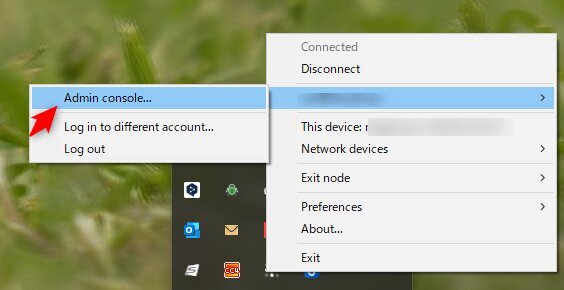 Connected
Disconnect
Admin console...
Log in to different account...
Log out
This device:
Network devices
Exit node
Preferences
About...
Exit
CC4